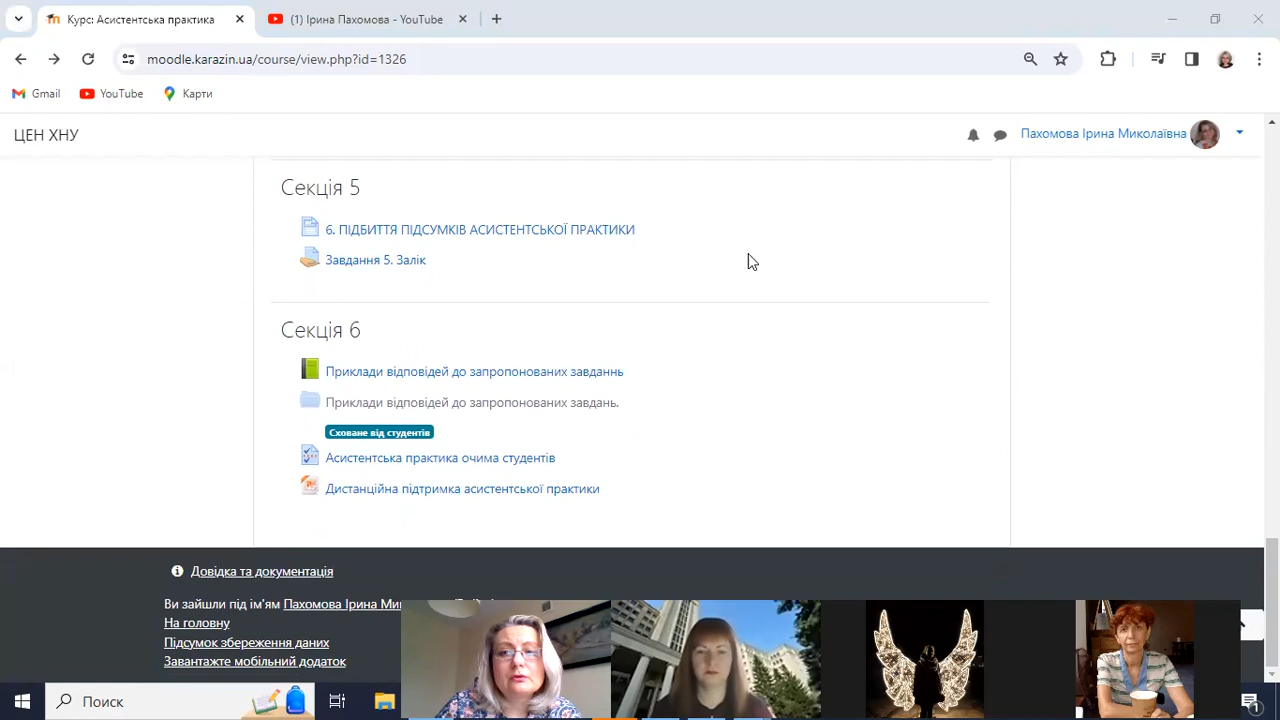 Курс: Асистентська практика
(1) Ірина Пахомова - YouTube
moodle.karazin.ua/course/view.php?id=1326
Gmail
YouTube
Карти
ЦЕН ХНУ
Пахомова Ірина Миколаївна
Секція 5
6. ПІДБИТТЯ ПІДСУМКІВ АСИСТЕНТСЬКОЇ ПРАКТИКИ
Завдання 5. Залік
Секція 6
Приклади відповідей до запропонованих завданнь
Приклади відповідей до запропонованих завдань.
Сховане від студентів
Асистентська практика очима студентів
Дистанційна підтримка асистентської практики
Довідка та документація
Ви зайшли під ім'ям Пахомова Ірина
На головну
Підсумок збереження даних
Завантажте мобільний додаток
Поиск
1